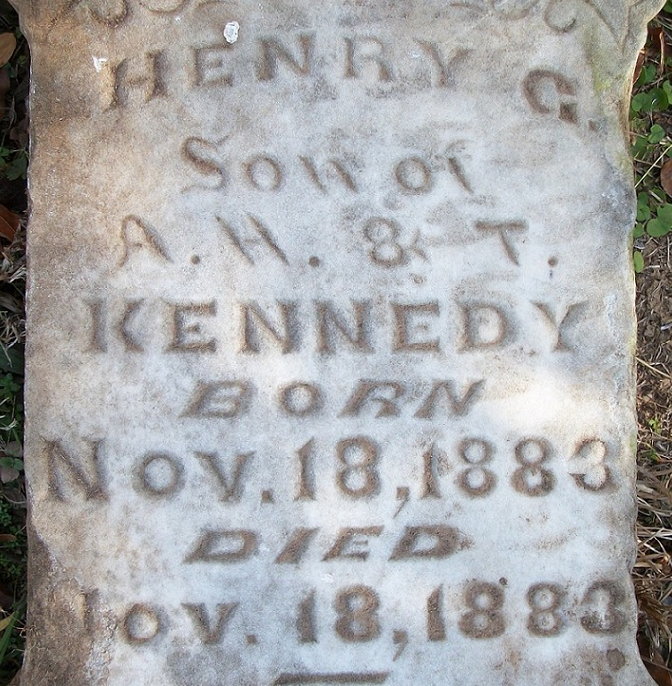 HENRY G.
Son of
A. H. & T.
KENNEDY
BORN
Nov. 18, 1883
DIED
Nov. 18, 1883